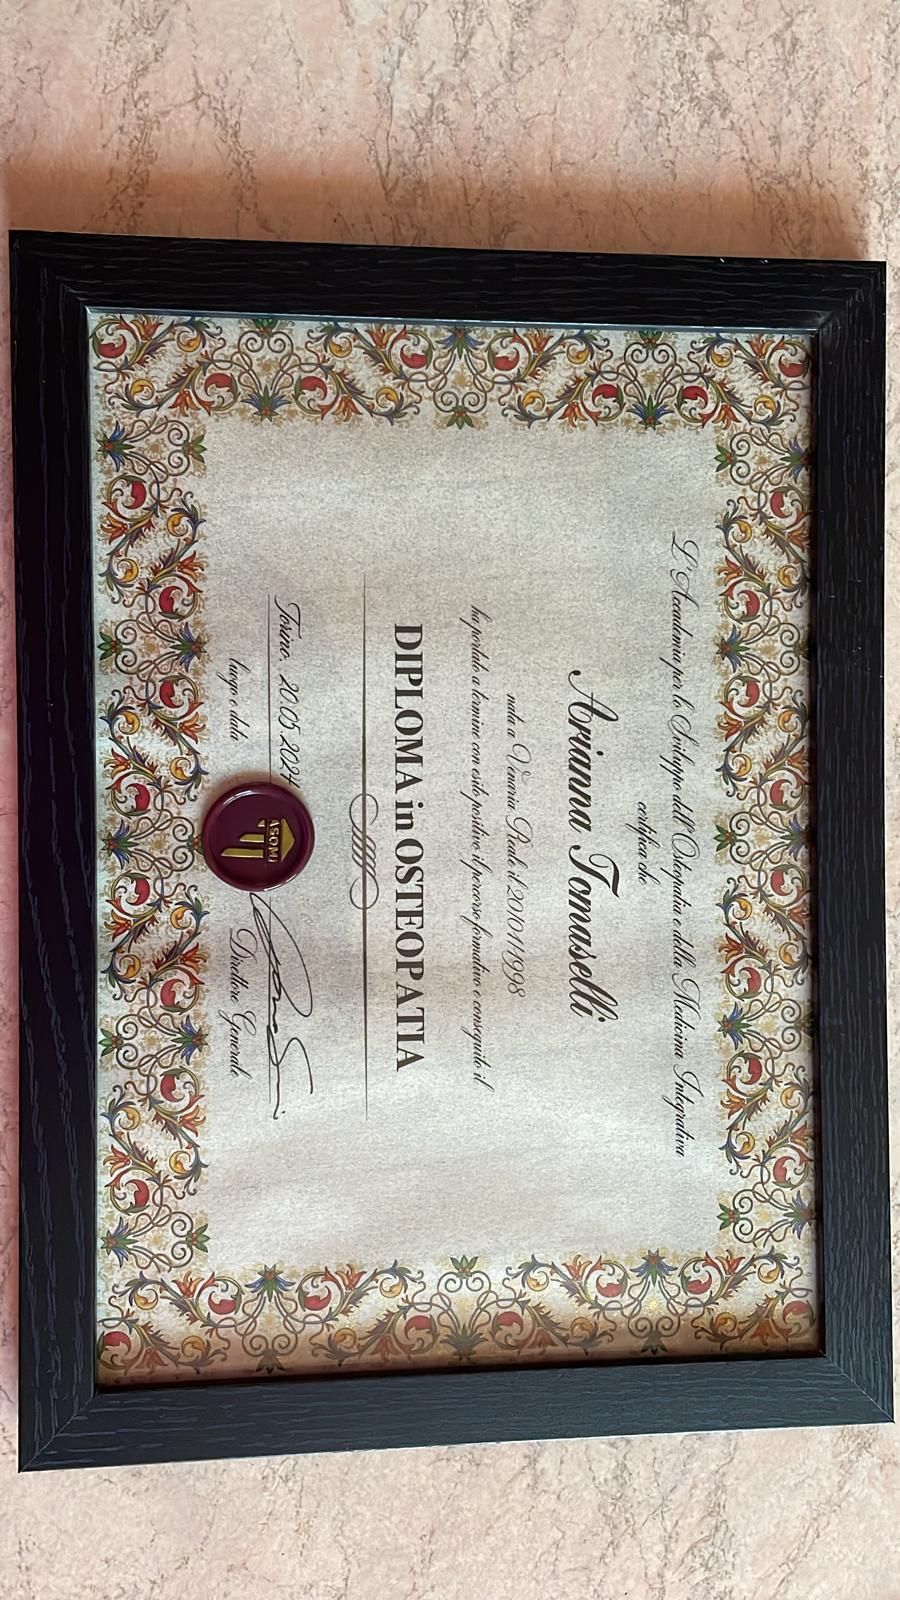 L'Accademia per lo Sviluppo dell'Osteopatia e della Medicina Integrativa
certifica che
Arianna Tomaselli
nata a Venaria Reale il 20/01/1998
ha portato a termine con esito positivo il percorso formativo e conseguito il
DIPLOMA in OSTEOPATIA
Torino, 20.05.2024
luogo e data
ASOMI
Direttore Generale